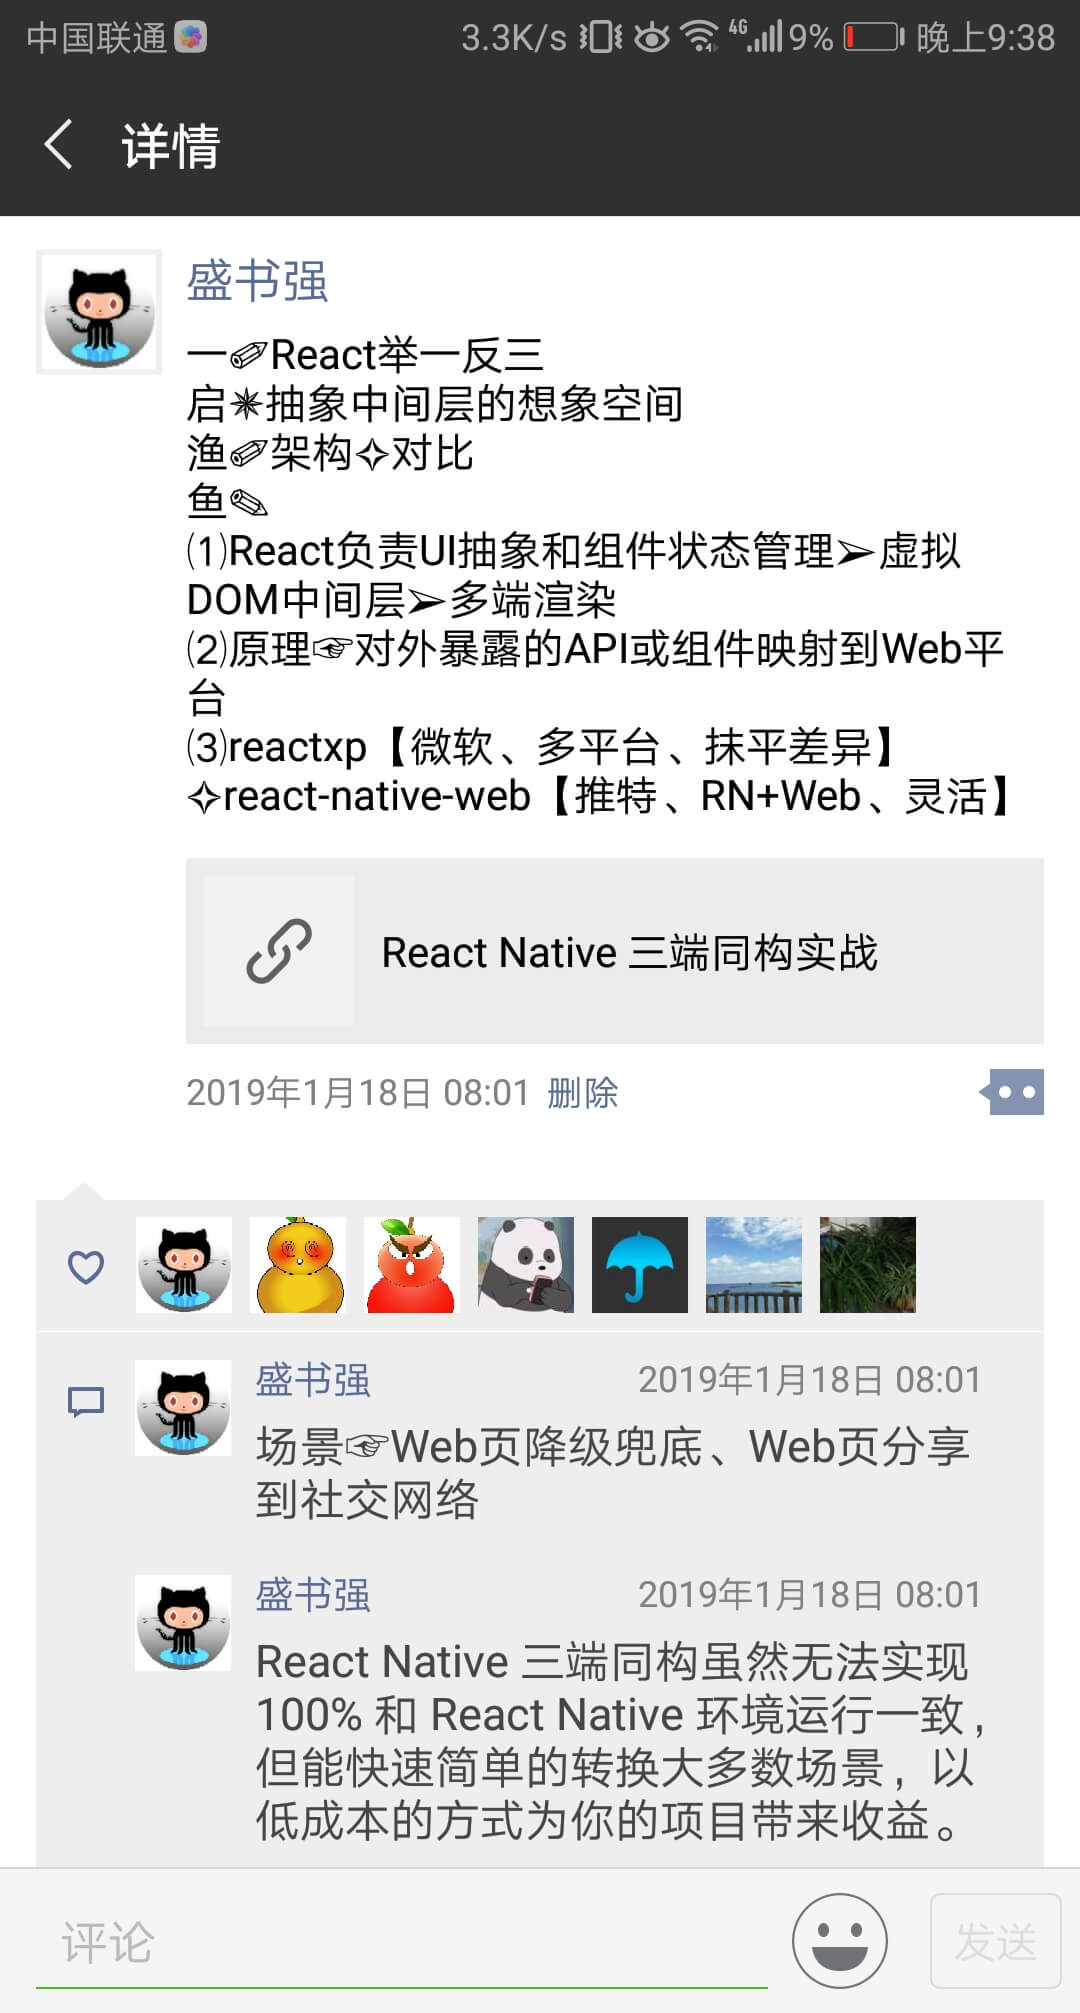 中国联通 3.3K/s 4G 9% 晚上9:38
详情
盛书强
一✐React举一反三
启✷抽象中间层的想象空间
渔✐架构✧对比
鱼✎
⑴React负责UI抽象和组件状态管理➢虚拟
DOM中间层➢多端渲染
⑵原理☞对外暴露的API或组件映射到Web平
台
⑶reactxp【微软、多平台、抹平差异】
✧react-native-web【推特、RN+Web、灵活】
React Native 三端同构实战
2019年1月18日 08:01 删除
盛书强 2019年1月18日 08:01
场景☞Web页降级兜底、Web页分享
到社交网络
盛书强 2019年1月18日 08:01
React Native 三端同构虽然无法实现
100% 和 React Native 环境运行一致，
但能快速简单的转换大多数场景，以
低成本的方式为你的项目带来收益。
评论 发送